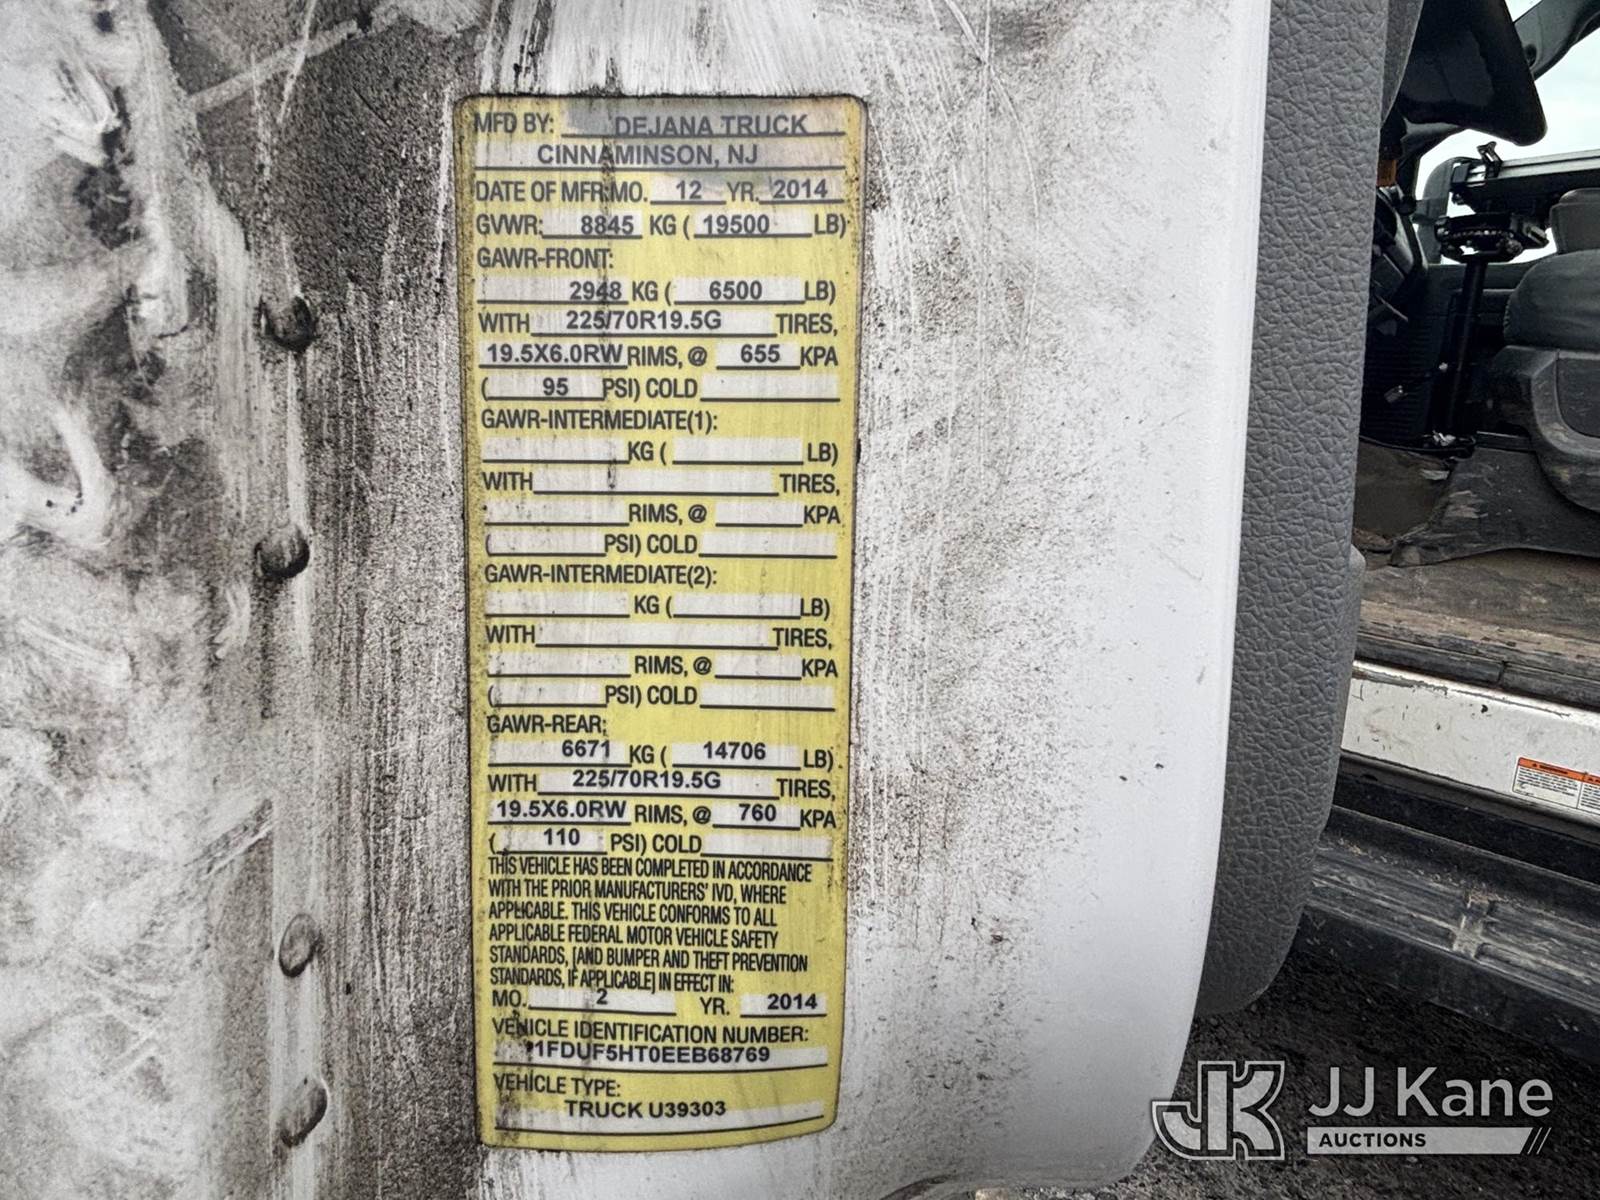 MFD BY: DEJANA TRUCK
CINNAMINSON, NJ
DATE OF MFR:MO. 12 YR. 2014
GVWR: 8845 KG ( 19500 LB)
GAWR-FRONT:
2948 KG ( 6500 LB)
WITH 225/70R19.5G TIRES,
19.5X6.0RW RIMS, @ 655 KPA
( 95 PSI) COLD
GAWR-INTERMEDIATE(1):
KG ( LB)
WITH TIRES,
RIMS, @ KPA
( PSI) COLD
GAWR-INTERMEDIATE(2):
KG ( LB)
WITH TIRES,
RIMS, @ KPA
( PSI) COLD
GAWR-REAR:
6671 KG ( 14706 LB)
WITH 225/70R19.5G TIRES,
19.5X6.0RW RIMS, @ 760 KPA
( 110 PSI) COLD
THIS VEHICLE HAS BEEN COMPLETED IN ACCORDANCE
WITH THE PRIOR MANUFACTURERS' IVD, WHERE
APPLICABLE. THIS VEHICLE CONFORMS TO ALL
APPLICABLE FEDERAL MOTOR VEHICLE SAFETY
STANDARDS, [AND BUMPER AND THEFT PREVENTION
STANDARDS, IF APPLICABLE] IN EFFECT IN:
MO. 2 YR. 2014
VEHICLE IDENTIFICATION NUMBER:
1FDUF5HT0EEB68769
VEHICLE TYPE:
TRUCK U39303
JK JJ Kane
AUCTIONS